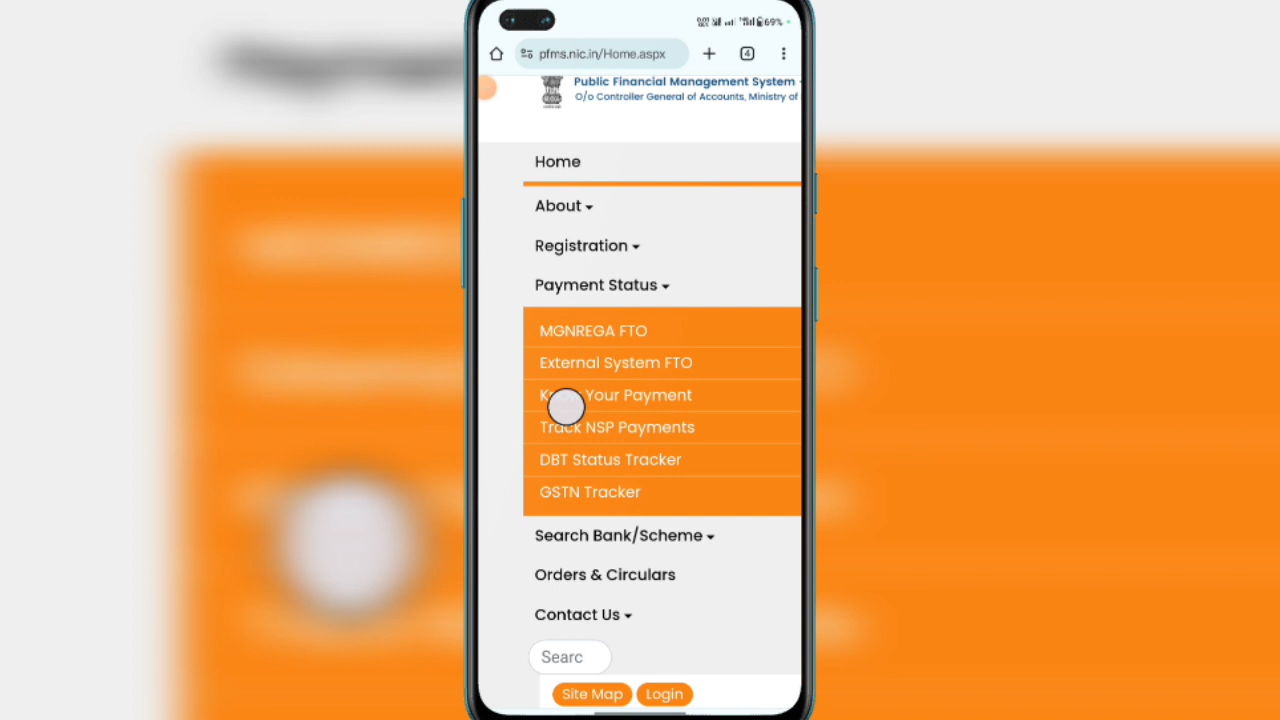 69%
pfms.nic.in/Home.aspx
4
Public Financial Management System -
O/o Controller General of Accounts, Ministry of
Home
About
Registration
Payment Status
MGNREGA FTO
External System FTO
Know Your Payment
Track NSP Payments
DBT Status Tracker
GSTN Tracker
Search Bank/Scheme
Orders & Circulars
Contact Us
Searc
Site Map Login